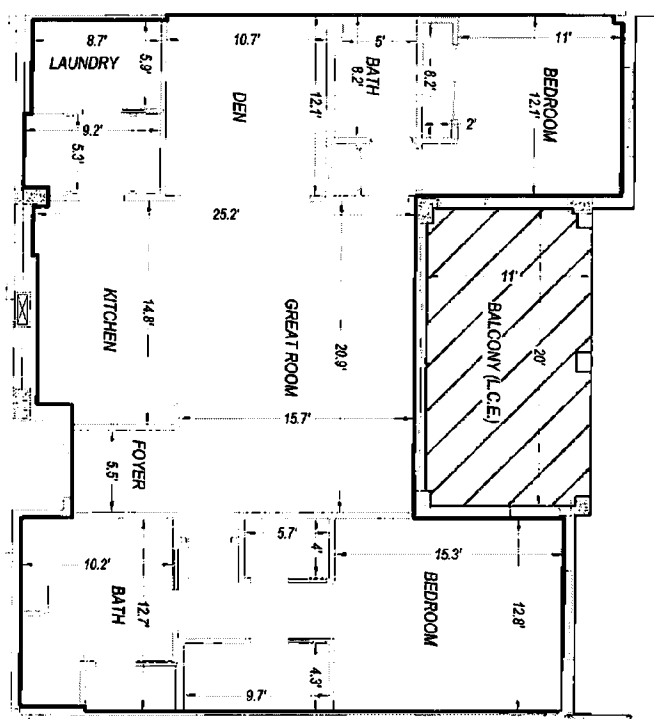 8.7'
10.7'
5'
11'
LAUNDRY
5.9'
DEN
12.1'
BATH
8.2'
8.2'
BEDROOM
12.1'
9.2'
5.3'
2'
25.2'
KITCHEN
14.8'
GREAT ROOM
20.9'
11'
BALCONY (L.C.E.)
20'
15.7'
FOYER
5.5'
5.7'
4'
15.3'
10.2'
BATH
12.7'
BEDROOM
12.8'
4.3'
9.7'